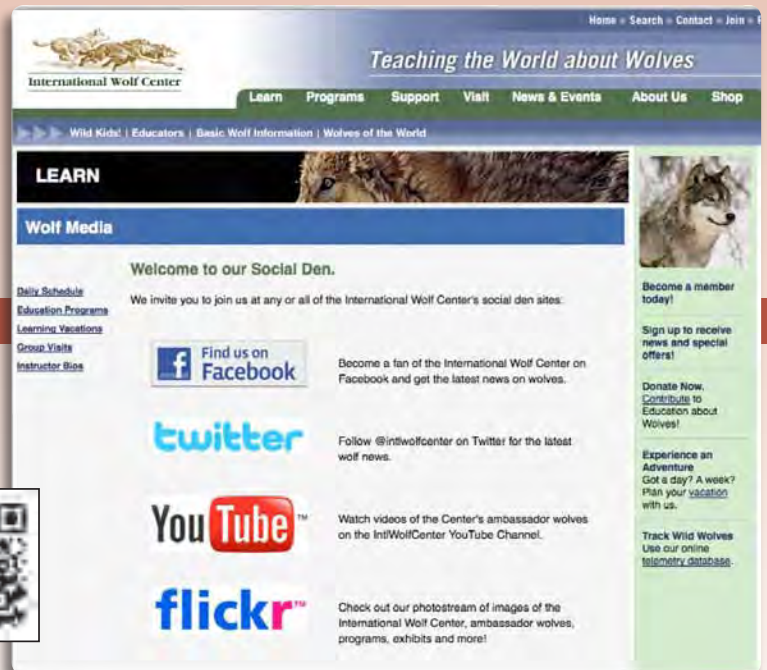 Home » Search » Contact » Join »
International Wolf Center
Teaching the World about Wolves
Learn Programs Support Visit News & Events About Us Shop
Wild Kids! | Educators | Basic Wolf Information | Wolves of the World
LEARN
Wolf Media
Daily Schedule
Education Programs
Learning Vacations
Group Visits
Instructor Bios
Welcome to our Social Den.
We invite you to join us at any or all of the International Wolf Center's social den sites:
Find us on
Facebook
Become a fan of the International Wolf Center on
Facebook and get the latest news on wolves.
twitter
Follow @intlwolfcenter on Twitter for the latest
wolf news.
YouTube™
Watch videos of the Center's ambassador wolves
on the IntlWolfCenter YouTube Channel.
flickr™
Check out our photostream of images of the
International Wolf Center, ambassador wolves,
programs, exhibits and more!
Become a member
today!
Sign up to receive
news and special
offers!
Donate Now.
Contribute to
Education about
Wolves!
Experience an
Adventure
Got a day? A week?
Plan your vacation
with us.
Track Wild Wolves
Use our online
telemetry database.